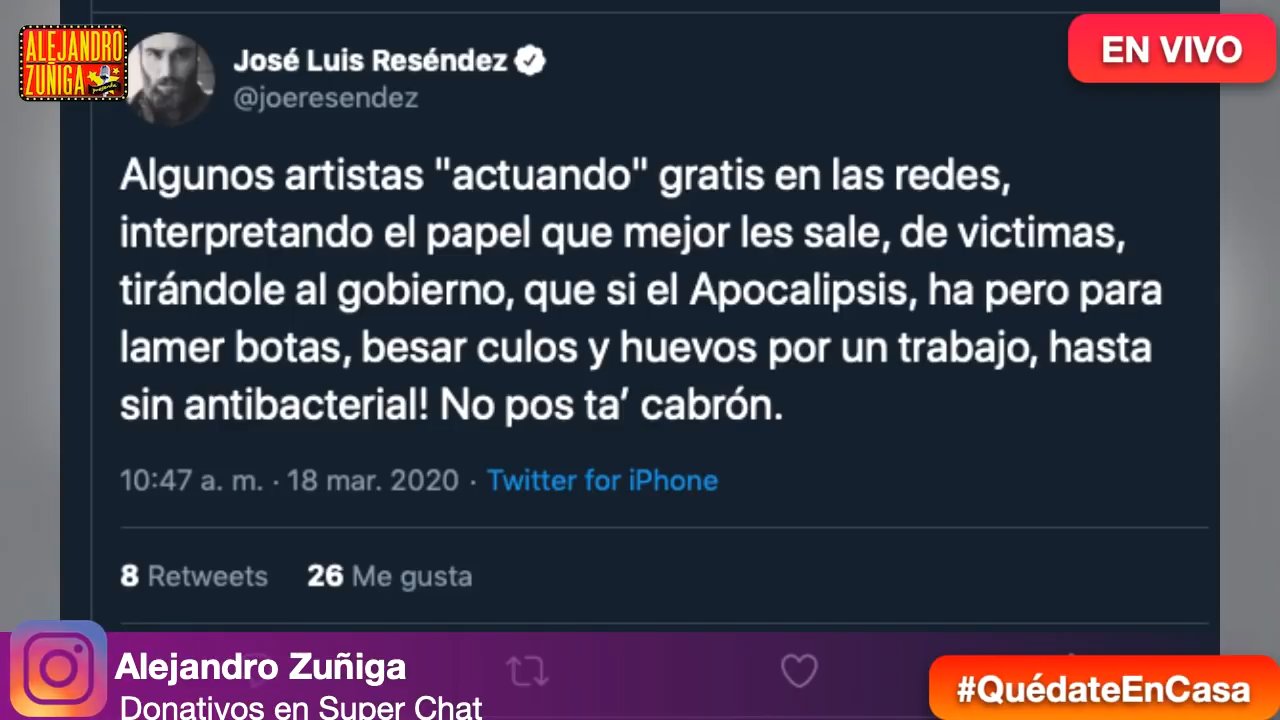 ALEJANDRO
ZUÑIGA
José Luis Reséndez
@joeresendez
EN VIVO
Algunos artistas "actuando" gratis en las redes,
interpretando el papel que mejor les sale, de victimas,
tirándole al gobierno, que si el Apocalipsis, ha pero para
lamer botas, besar culos y huevos por un trabajo, hasta
sin antibacterial! No pos ta’ cabrón.
10:47 a. m. · 18 mar. 2020 · Twitter for iPhone
8 Retweets 26 Me gusta
Alejandro Zuñiga
Donativos en Super Chat
#QuédateEnCasa